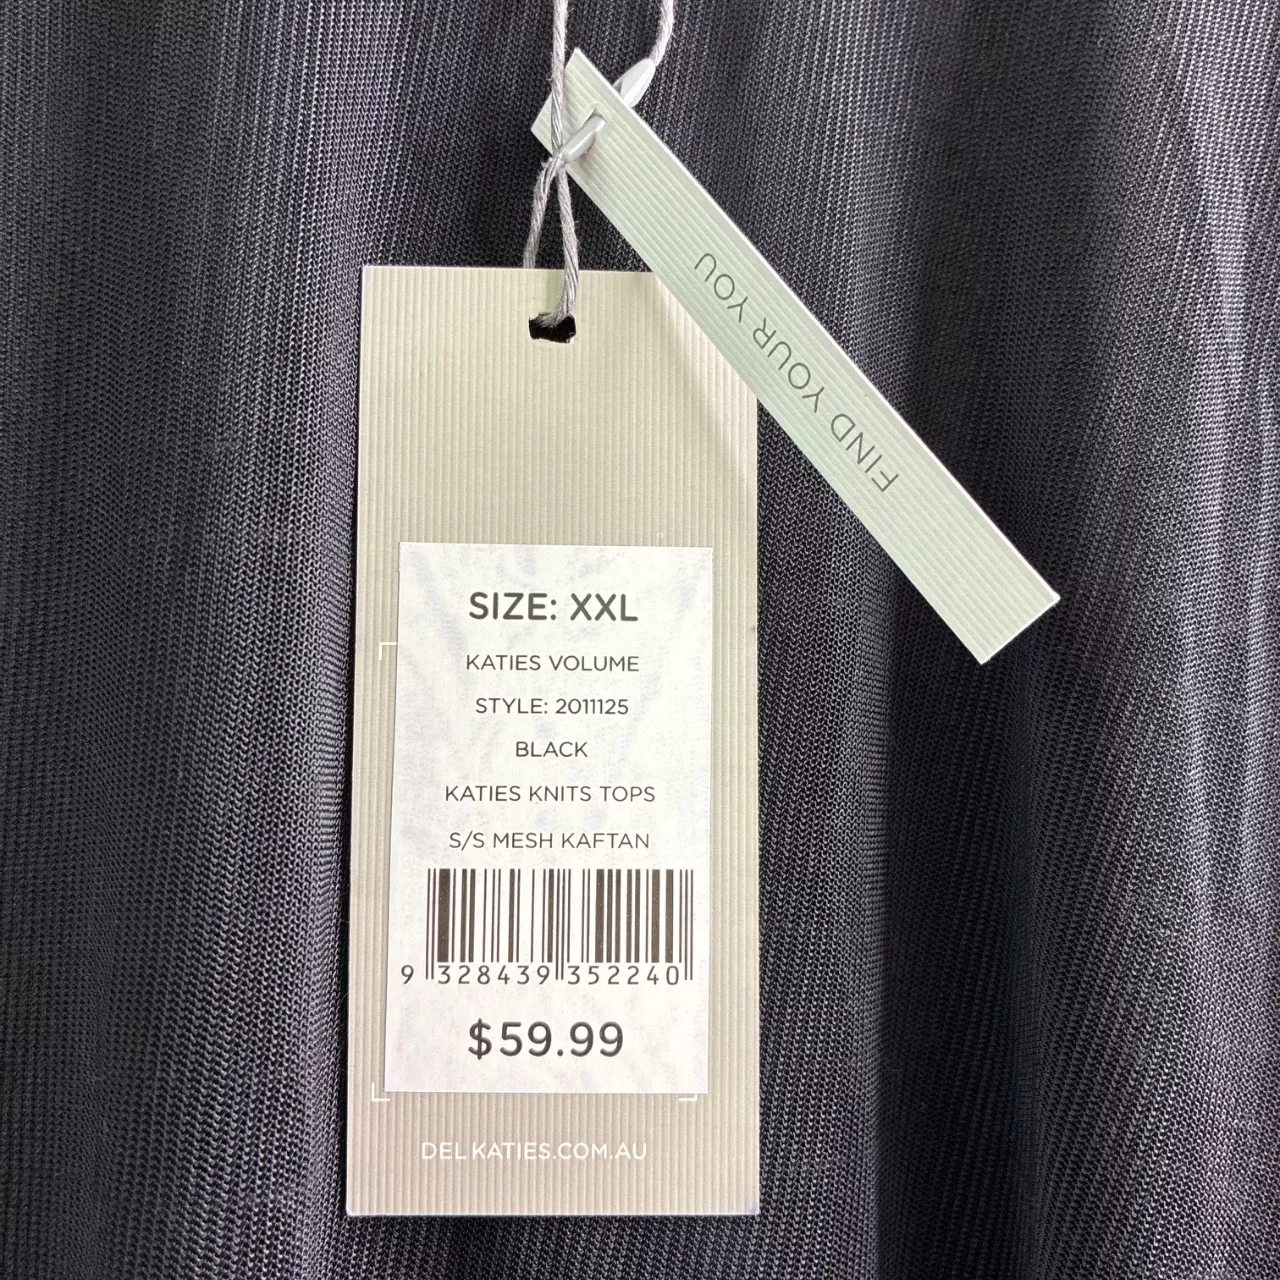 FIND YOUR YOU
SIZE: XXL
KATIES VOLUME
STYLE: 2011125
BLACK
KATIES KNITS TOPS
S/S MESH KAFTAN
9 328439 352240
$59.99
DEL KATIES.COM.AU